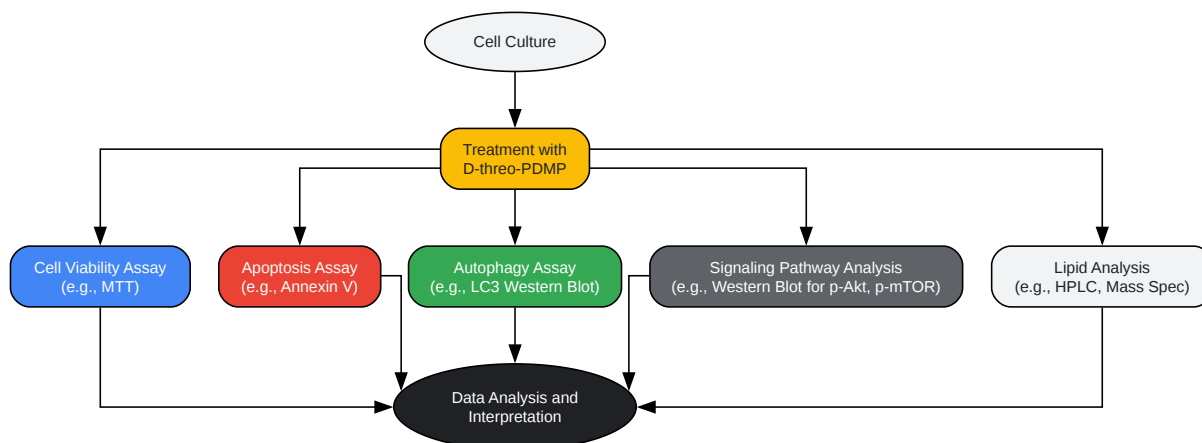 Cell Culture
Treatment with
D-threo-PDMP
Cell Viability Assay
(e.g., MTT)
Apoptosis Assay
(e.g., Annexin V)
Autophagy Assay
(e.g., LC3 Western Blot)
Signaling Pathway Analysis
(e.g., Western Blot for p-Akt, p-mTOR)
Lipid Analysis
(e.g., HPLC, Mass Spec)
Data Analysis and
Interpretation